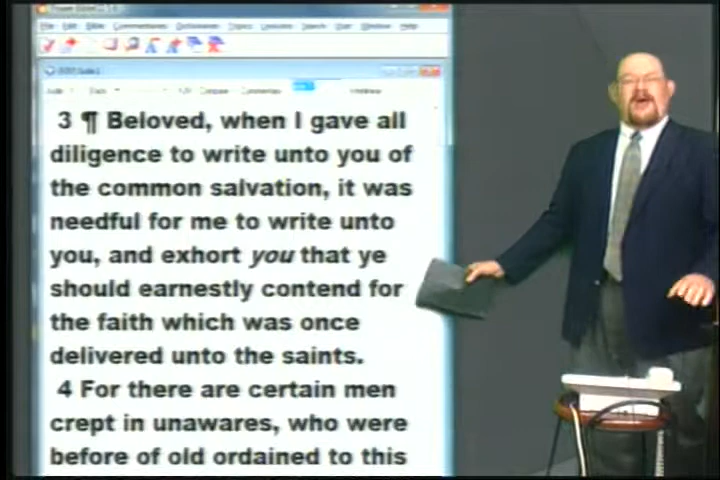 3 ¶ Beloved, when I gave all
diligence to write unto you of
the common salvation, it was
needful for me to write unto
you, and exhort you that ye
should earnestly contend for
the faith which was once
delivered unto the saints.
4 For there are certain men
crept in unawares, who were
before of old ordained to this